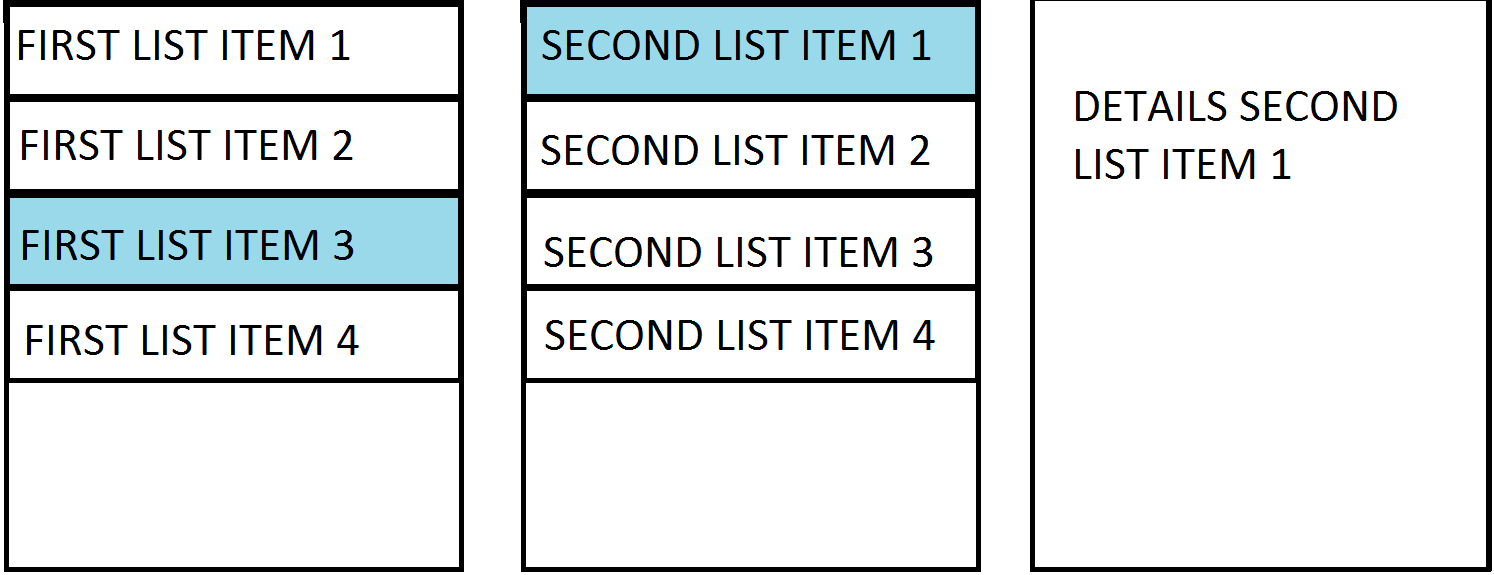 FIRST LIST ITEM 1
FIRST LIST ITEM 2
FIRST LIST ITEM 3
FIRST LIST ITEM 4
SECOND LIST ITEM 1
SECOND LIST ITEM 2
SECOND LIST ITEM 3
SECOND LIST ITEM 4
DETAILS SECOND
LIST ITEM 1